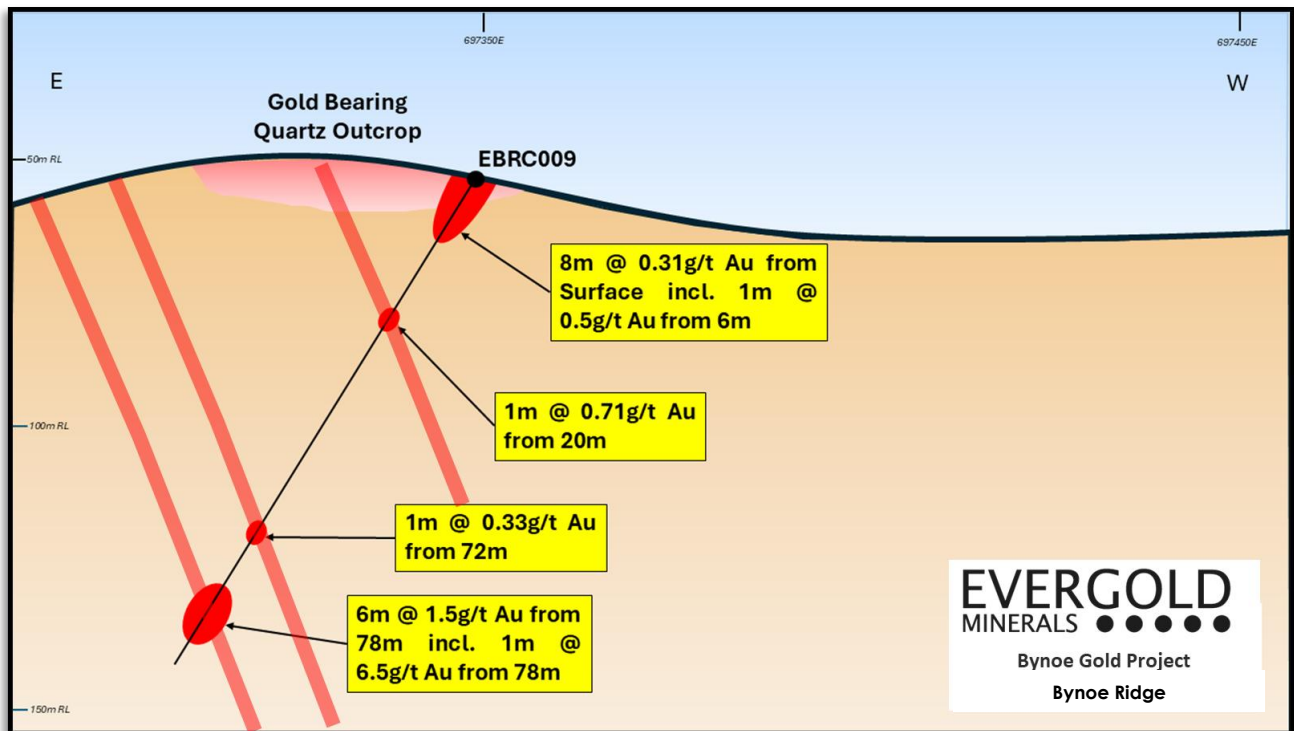 697350E
697450E
E
W
Gold Bearing
Quartz Outcrop
50m RL
EBRC009
8m @ 0.31g/t Au from
Surface incl. 1m @
0.5g/t Au from 6m
1m @ 0.71g/t Au
from 20m
100m RL
1m @ 0.33g/t Au
from 72m
6m @ 1.5g/t Au from
78m incl. 1m @
6.5g/t Au from 78m
150m RL
EVERGOLD
MINERALS
Bynoe Gold Project
Bynoe Ridge